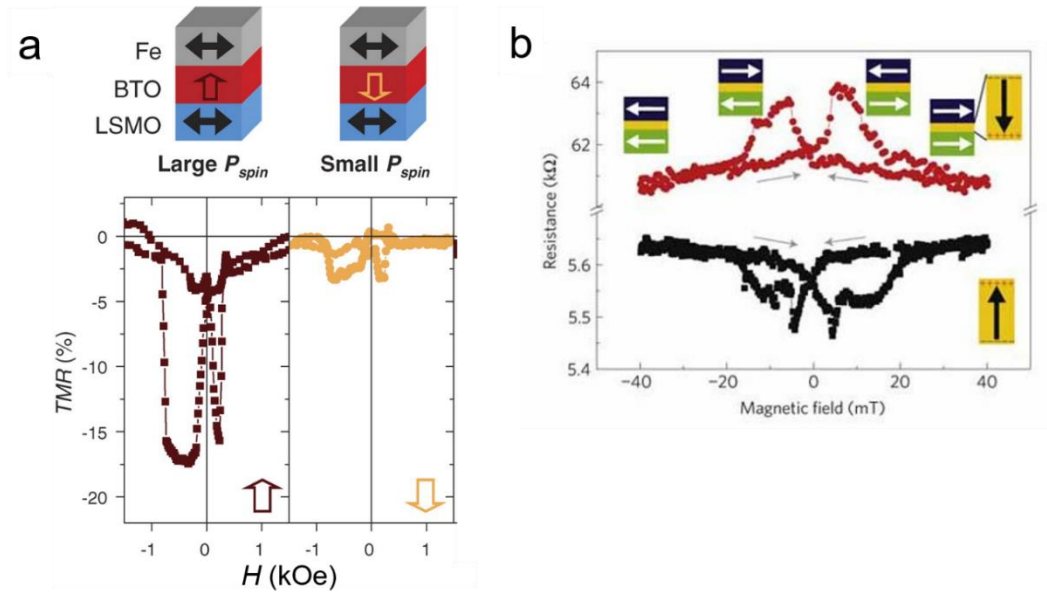 a
Fe
BTO
LSMO
Large P_spin
Small P_spin
TMR (%)
0
-5
-10
-15
-20
-1
0
1
-1
0
1
H (kOe)
b
Resistance (kΩ)
64
62
5.6
5.5
5.4
−40
−20
0
20
40
Magnetic field (mT)